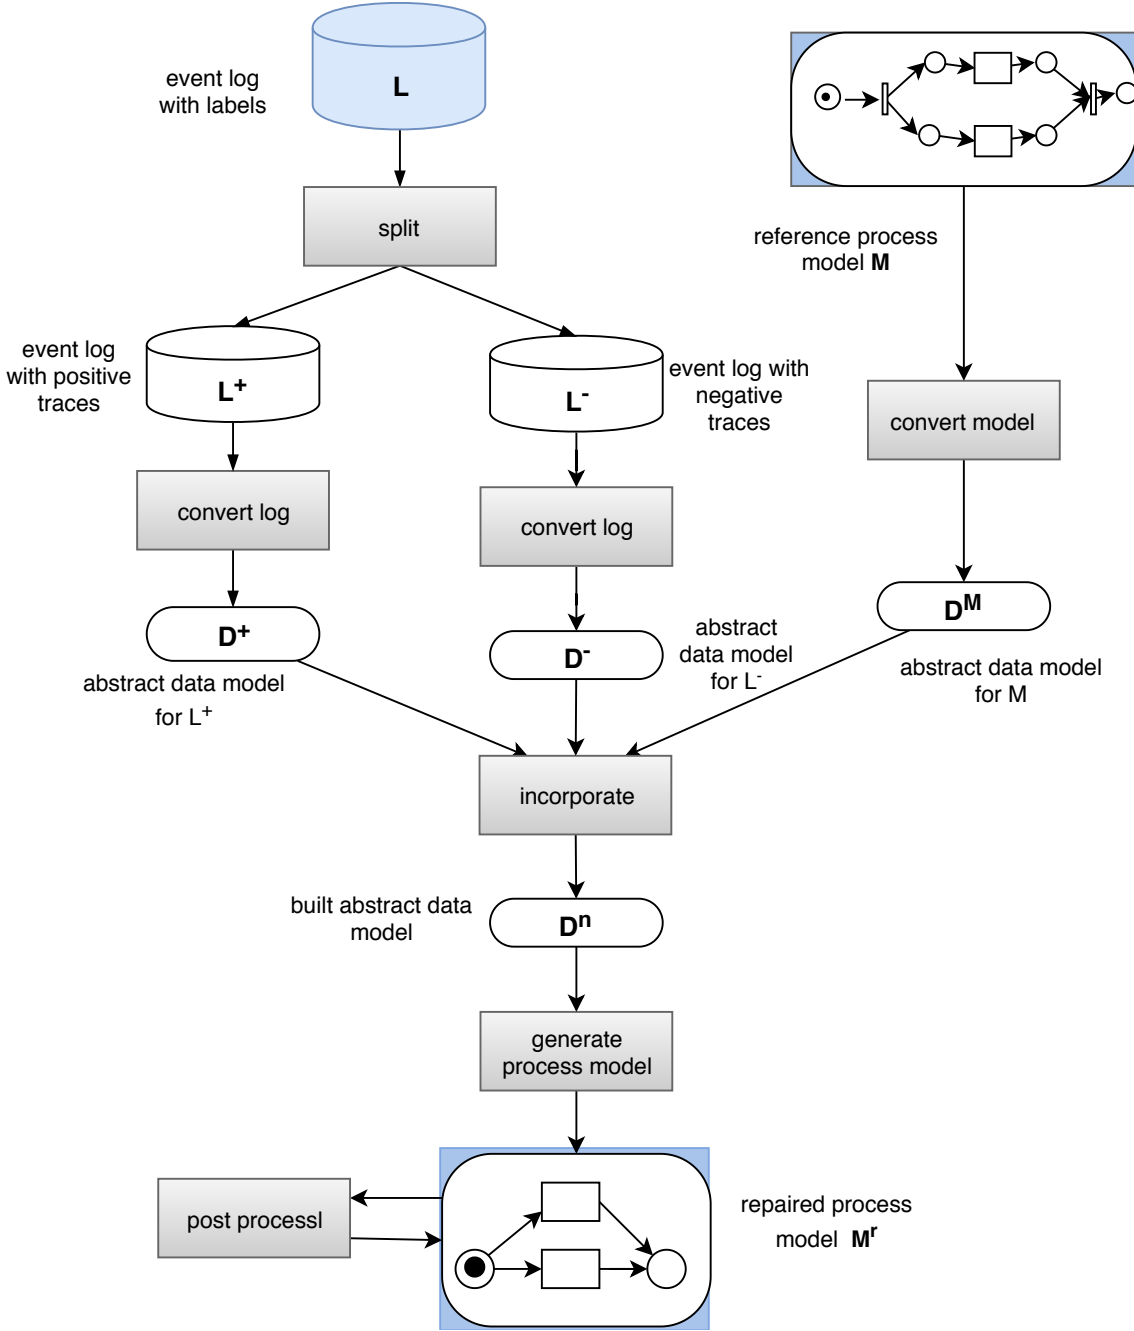 event log
with labels
L
split
reference process
model M
event log
with positive
traces
L⁺
L⁻
event log with
negative
traces
convert model
convert log
convert log
D⁺
D⁻
Dᴹ
abstract data model
for L⁺
abstract
data model
for L⁻
abstract data model
for M
incorporate
built abstract data
model
Dⁿ
generate
process model
post processl
repaired process
model Mʳ